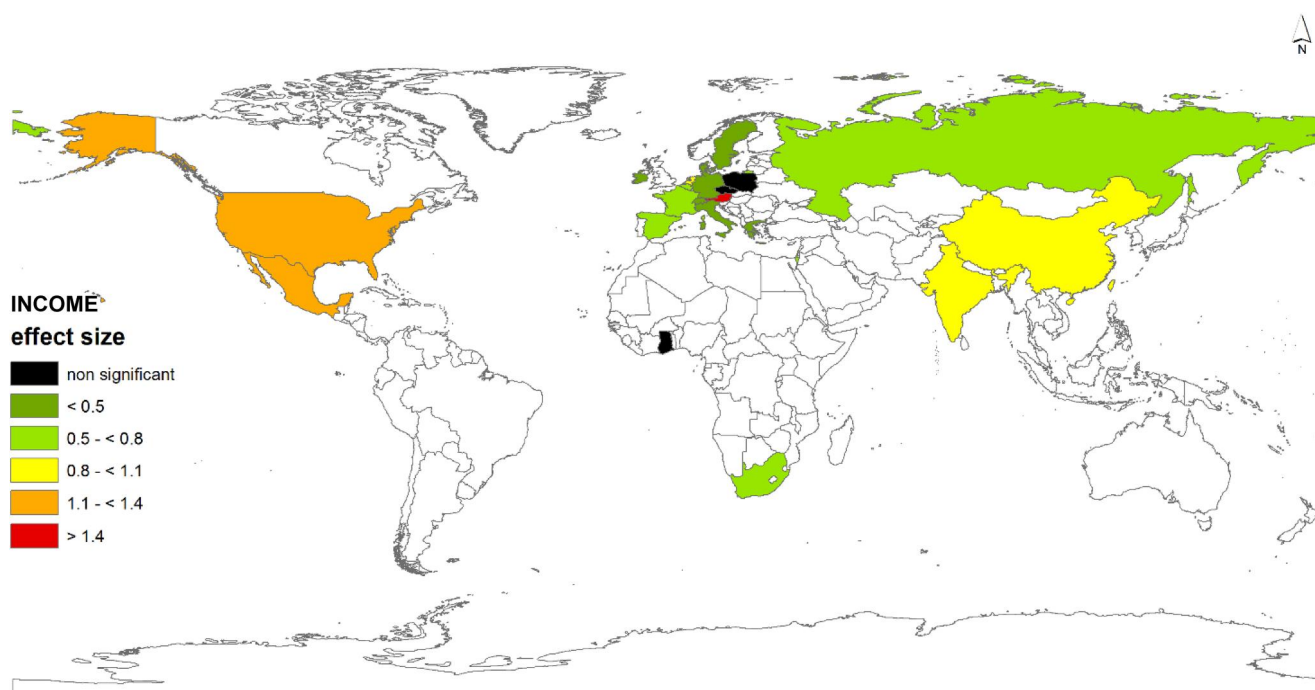 N
INCOME
effect size
non significant
< 0.5
0.5 - < 0.8
0.8 - < 1.1
1.1 - < 1.4
> 1.4